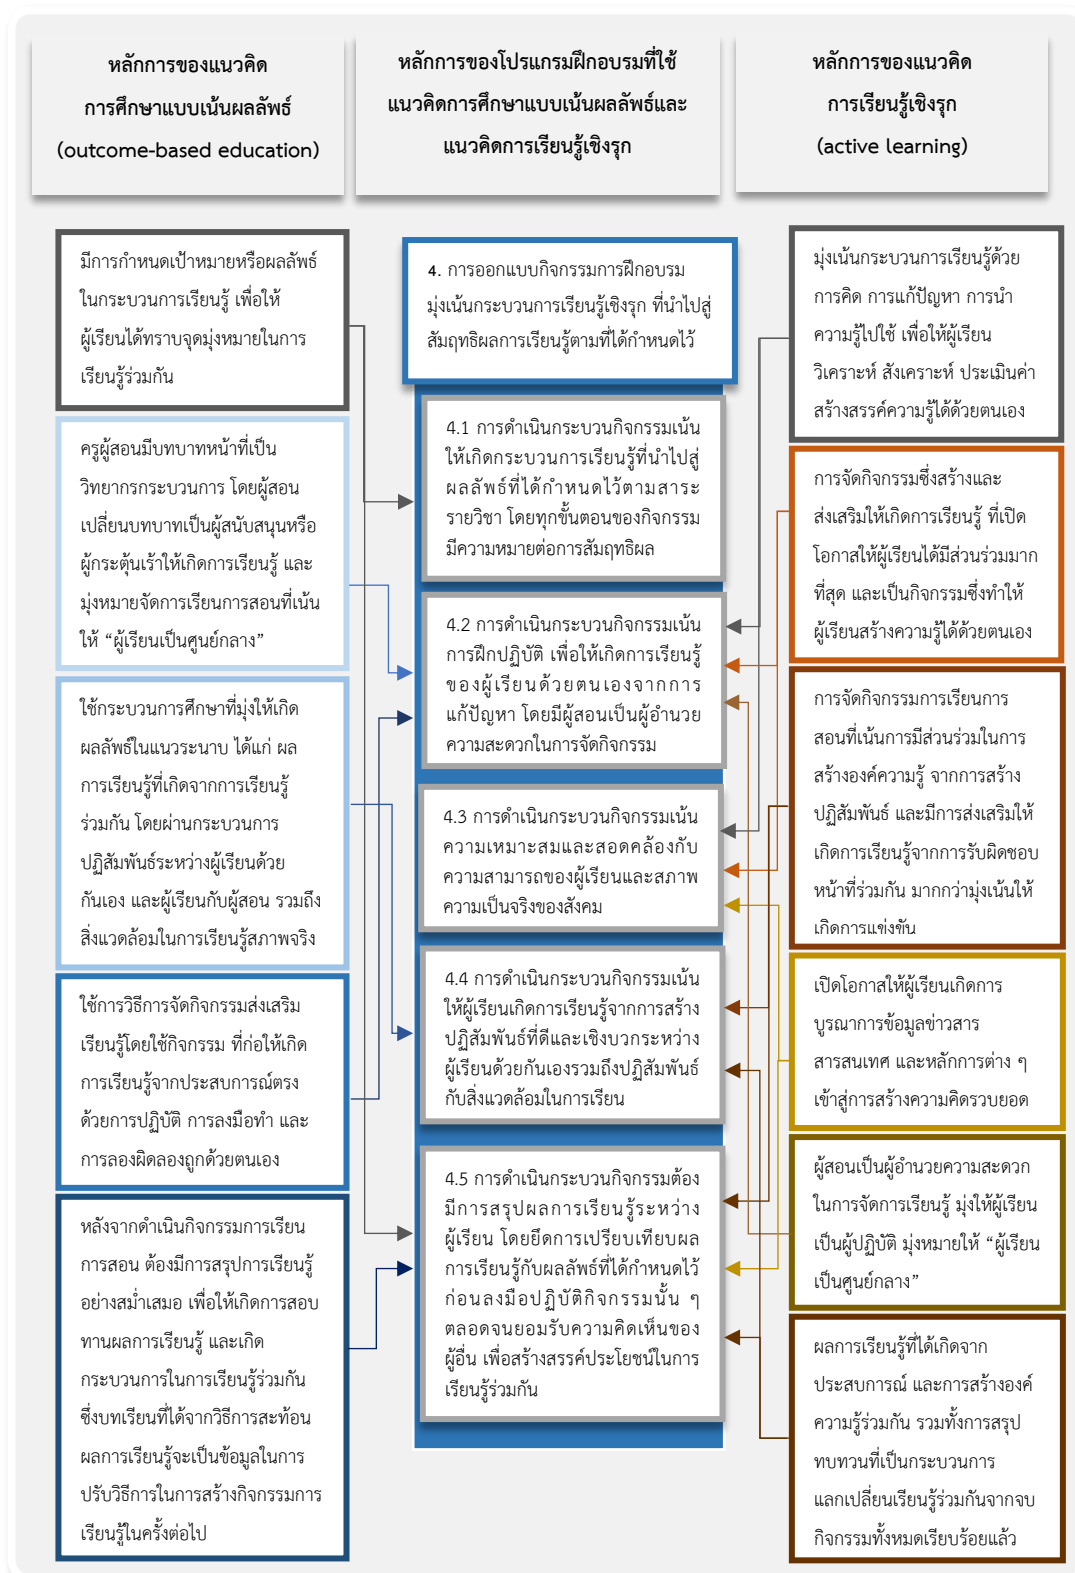 หลักการของแนวคิด
การศึกษาแบบเน้นผลลัพธ์
(outcome-based education)
หลักการของโปรแกรมฝึกอบรมที่ใช้
แนวคิดการศึกษาแบบเน้นผลลัพธ์และ
แนวคิดการเรียนรู้เชิงรุก
หลักการของแนวคิด
การเรียนรู้เชิงรุก
(active learning)
มีการกำหนดเป้าหมายหรือผลลัพธ์
ในกระบวนการเรียนรู้ เพื่อให้
ผู้เรียนได้ทราบจุดมุ่งหมายในการ
เรียนรู้ร่วมกัน
ครูผู้สอนมีบทบาทหน้าที่เป็น
วิทยากรกระบวนการ โดยผู้สอน
เปลี่ยนบทบาทเป็นผู้สนับสนุนหรือ
ผู้กระตุ้นเร้าให้เกิดการเรียนรู้ และ
มุ่งหมายจัดการเรียนการสอนที่เน้น
ให้ “ผู้เรียนเป็นศูนย์กลาง”
ใช้กระบวนการศึกษาที่มุ่งให้เกิด
ผลลัพธ์ในแนวระนาบ ได้แก่ ผล
การเรียนรู้ที่เกิดจากการเรียนรู้
ร่วมกัน โดยผ่านกระบวนการ
ปฏิสัมพันธ์ระหว่างผู้เรียนด้วย
กันเอง และผู้เรียนกับผู้สอน รวมถึง
สิ่งแวดล้อมในการเรียนรู้สภาพจริง
ใช้การวิธีการจัดกิจกรรมส่งเสริม
เรียนรู้โดยใช้กิจกรรม ที่ก่อให้เกิด
การเรียนรู้จากประสบการณ์ตรง
ด้วยการปฏิบัติ การลงมือทำ และ
การลองผิดลองถูกด้วยตนเอง
หลังจากดำเนินกิจกรรมการเรียน
การสอน ต้องมีการสรุปการเรียนรู้
อย่างสม่ำเสมอ เพื่อให้เกิดการสอบ
ทานผลการเรียนรู้ และเกิด
กระบวนการในการเรียนรู้ร่วมกัน
ซึ่งบทเรียนที่ได้จากวิธีการสะท้อน
ผลการเรียนรู้จะเป็นข้อมูลในการ
ปรับวิธีการในการสร้างกิจกรรมการ
เรียนรู้ในครั้งต่อไป
4. การออกแบบกิจกรรมการฝึกอบรม
มุ่งเน้นกระบวนการเรียนรู้เชิงรุก ที่นำไปสู่
สัมฤทธิผลการเรียนรู้ตามที่ได้กำหนดไว้
4.1 การดำเนินกระบวนกิจกรรมเน้น
ให้เกิดกระบวนการเรียนรู้ที่นำไปสู่
ผลลัพธ์ที่ได้กำหนดไว้ตามสาระ
รายวิชา โดยทุกขั้นตอนของกิจกรรม
มีความหมายต่อการสัมฤทธิผล
4.2 การดำเนินกระบวนกิจกรรมเน้น
การฝึกปฏิบัติ เพื่อให้เกิดการเรียนรู้
ของผู้เรียนด้วยตนเองจากการ
แก้ปัญหา โดยมีผู้สอนเป็นผู้อำนวย
ความสะดวกในการจัดกิจกรรม
4.3 การดำเนินกระบวนกิจกรรมเน้น
ความเหมาะสมและสอดคล้องกับ
ความสามารถของผู้เรียนและสภาพ
ความเป็นจริงของสังคม
4.4 การดำเนินกระบวนกิจกรรมเน้น
ให้ผู้เรียนเกิดการเรียนรู้จากการสร้าง
ปฏิสัมพันธ์ที่ดีและเชิงบวกระหว่าง
ผู้เรียนด้วยกันเองรวมถึงปฏิสัมพันธ์
กับสิ่งแวดล้อมในการเรียน
4.5 การดำเนินกระบวนกิจกรรมต้อง
มีการสรุปผลการเรียนรู้ระหว่าง
ผู้เรียน โดยยึดการเปรียบเทียบผล
การเรียนรู้กับผลลัพธ์ที่ได้กำหนดไว้
ก่อนลงมือปฏิบัติกิจกรรมนั้น ๆ
ตลอดจนยอมรับความคิดเห็นของ
ผู้อื่น เพื่อสร้างสรรค์ประโยชน์ในการ
เรียนรู้ร่วมกัน
มุ่งเน้นกระบวนการเรียนรู้ด้วย
การคิด การแก้ปัญหา การนำ
ความรู้ไปใช้ เพื่อให้ผู้เรียน
วิเคราะห์ สังเคราะห์ ประเมินค่า
สร้างสรรค์ความรู้ได้ด้วยตนเอง
การจัดกิจกรรมซึ่งสร้างและ
ส่งเสริมให้เกิดการเรียนรู้ ที่เปิด
โอกาสให้ผู้เรียนได้มีส่วนร่วมมาก
ที่สุด และเป็นกิจกรรมซึ่งทำให้
ผู้เรียนสร้างความรู้ได้ด้วยตนเอง
การจัดกิจกรรมการเรียนการ
สอนที่เน้นการมีส่วนร่วมในการ
สร้างองค์ความรู้ จากการสร้าง
ปฏิสัมพันธ์ และมีการส่งเสริมให้
เกิดการเรียนรู้จากการรับผิดชอบ
หน้าที่ร่วมกัน มากกว่ามุ่งเน้นให้
เกิดการแข่งขัน
เปิดโอกาสให้ผู้เรียนเกิดการ
บูรณาการข้อมูลข่าวสาร
สารสนเทศ และหลักการต่าง ๆ
เข้าสู่การสร้างความคิดรวบยอด
ผู้สอนเป็นผู้อำนวยความสะดวก
ในการจัดการเรียนรู้ มุ่งให้ผู้เรียน
เป็นผู้ปฏิบัติ มุ่งหมายให้ “ผู้เรียน
เป็นศูนย์กลาง”
ผลการเรียนรู้ที่ได้เกิดจาก
ประสบการณ์ และการสร้างองค์
ความรู้ร่วมกัน รวมทั้งการสรุป
ทบทวนที่เป็นกระบวนการ
แลกเปลี่ยนเรียนรู้ร่วมกันจากจบ
กิจกรรมทั้งหมดเรียบร้อยแล้ว